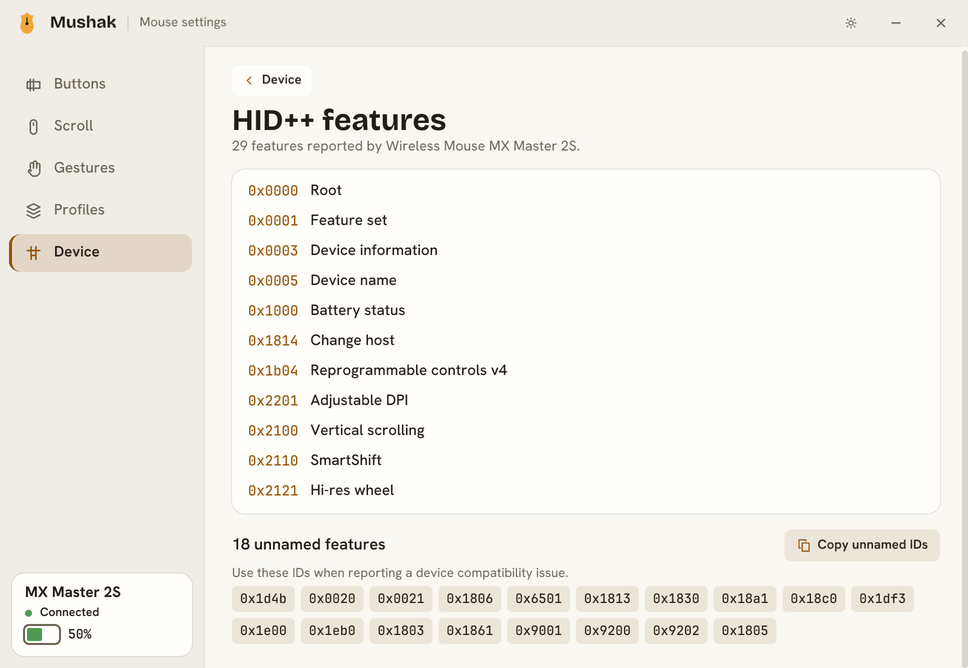 Mushak | Mouse settings
Buttons
Scroll
Gestures
Profiles
Device
MX Master 2S
Connected
50%
Device
HID++ features
29 features reported by Wireless Mouse MX Master 2S.
0x0000 Root
0x0001 Feature set
0x0003 Device information
0x0005 Device name
0x1000 Battery status
0x1814 Change host
0x1b04 Reprogrammable controls v4
0x2201 Adjustable DPI
0x2100 Vertical scrolling
0x2110 SmartShift
0x2121 Hi-res wheel
18 unnamed features
Copy unnamed IDs
Use these IDs when reporting a device compatibility issue.
0x1d4b 0x0020 0x0021 0x1806 0x6501 0x1813 0x1830 0x18a1 0x18c0 0x1df3
0x1e00 0x1eb0 0x1803 0x1861 0x9001 0x9200 0x9202 0x1805